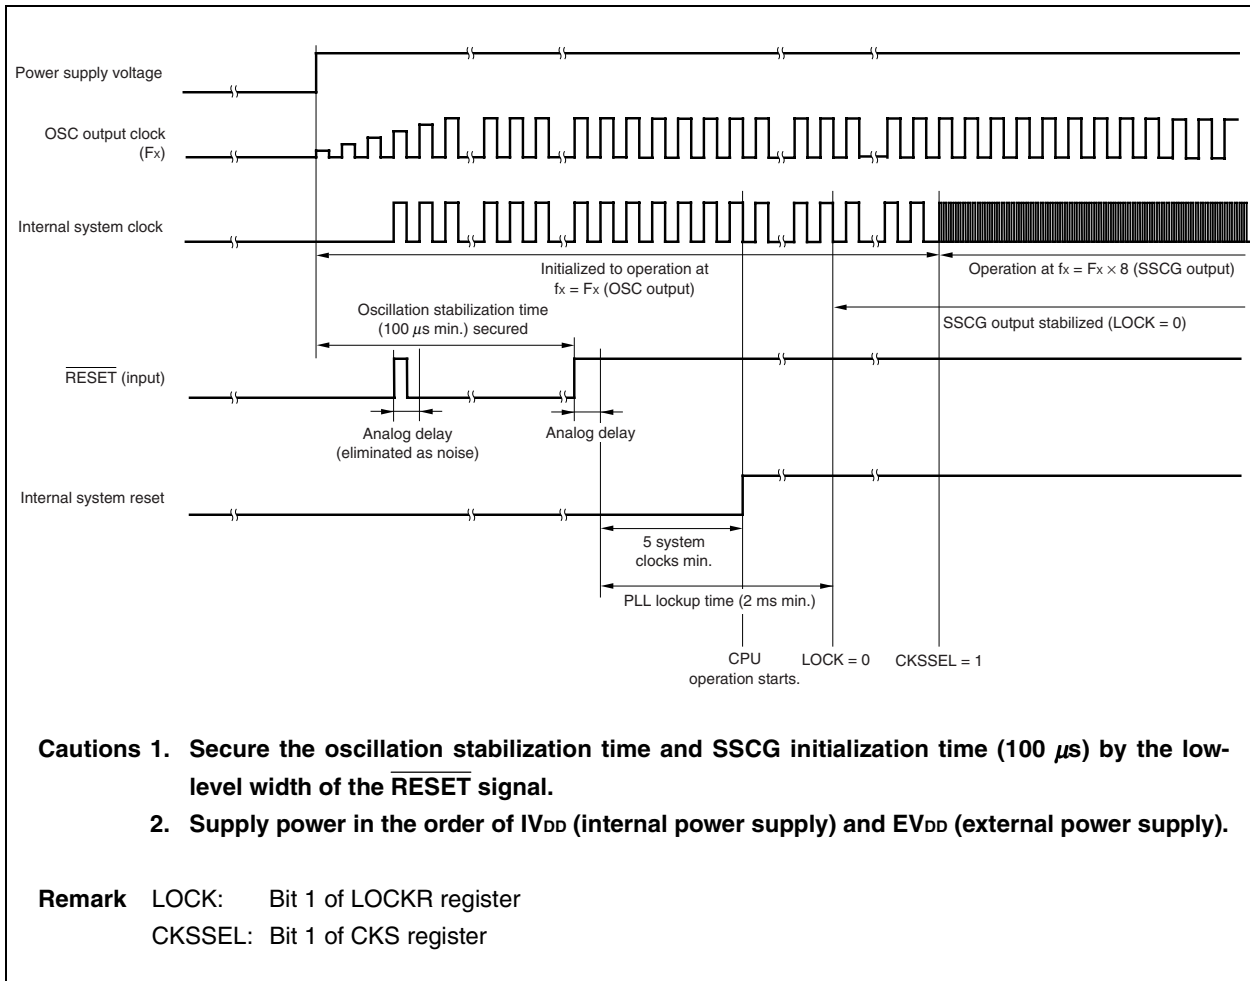 Power supply voltage
OSC output clock
(Fx)
Internal system clock
Initialized to operation at
fx = Fx (OSC output)
Operation at fx = Fx × 8 (SSCG output)
Oscillation stabilization time
(100 μs min.) secured
SSCG output stabilized (LOCK = 0)
RESET (input)
Analog delay
(eliminated as noise)
Analog delay
Internal system reset
5 system
clocks min.
PLL lockup time (2 ms min.)
CPU
operation starts.
LOCK = 0
CKSSEL = 1
Cautions 1. Secure the oscillation stabilization time and SSCG initialization time (100 μs) by the low-
level width of the RESET signal.
2. Supply power in the order of IVDD (internal power supply) and EVDD (external power supply).
Remark LOCK: Bit 1 of LOCKR register
CKSSEL: Bit 1 of CKS register